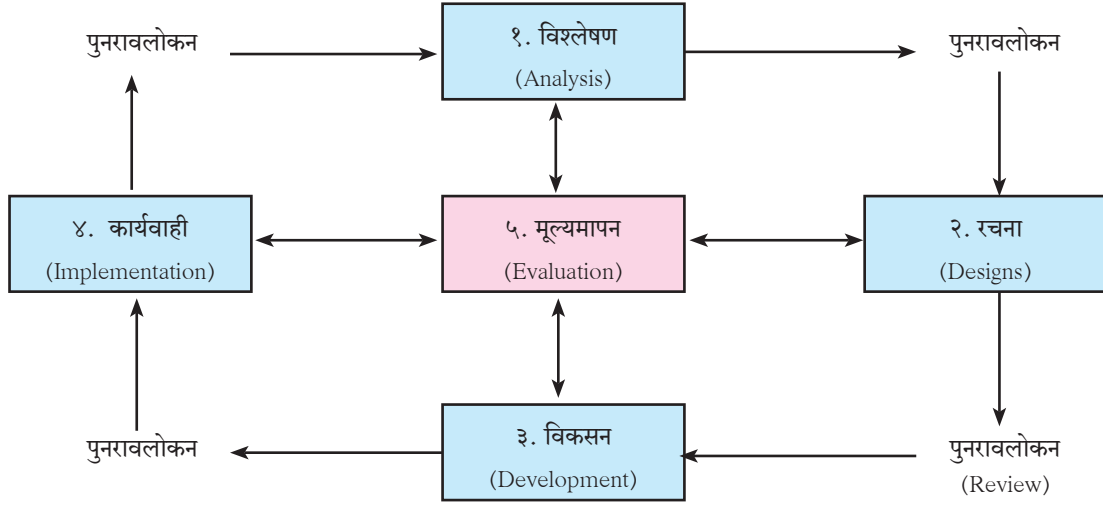 पुनरावलोकन
१. विश्लेषण
(Analysis)
पुनरावलोकन
४. कार्यवाही
(Implementation)
५. मूल्यमापन
(Evaluation)
२. रचना
(Designs)
पुनरावलोकन
३. विकसन
(Development)
पुनरावलोकन
(Review)